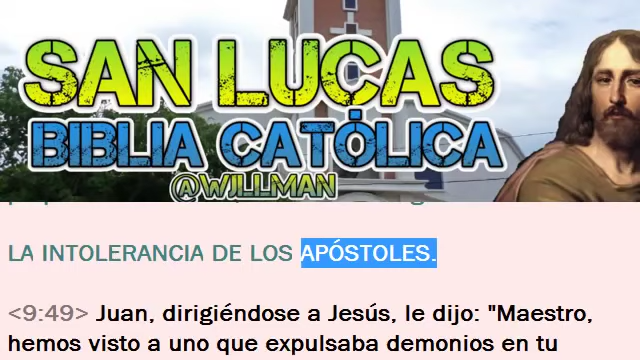 SAN LUCAS
BIBLIA CATÓLICA
@WILLMAN
LA INTOLERANCIA DE LOS APÓSTOLES.
<9:49> Juan, dirigiéndose a Jesús, le dijo: "Maestro,
hemos visto a uno que expulsaba demonios en tu